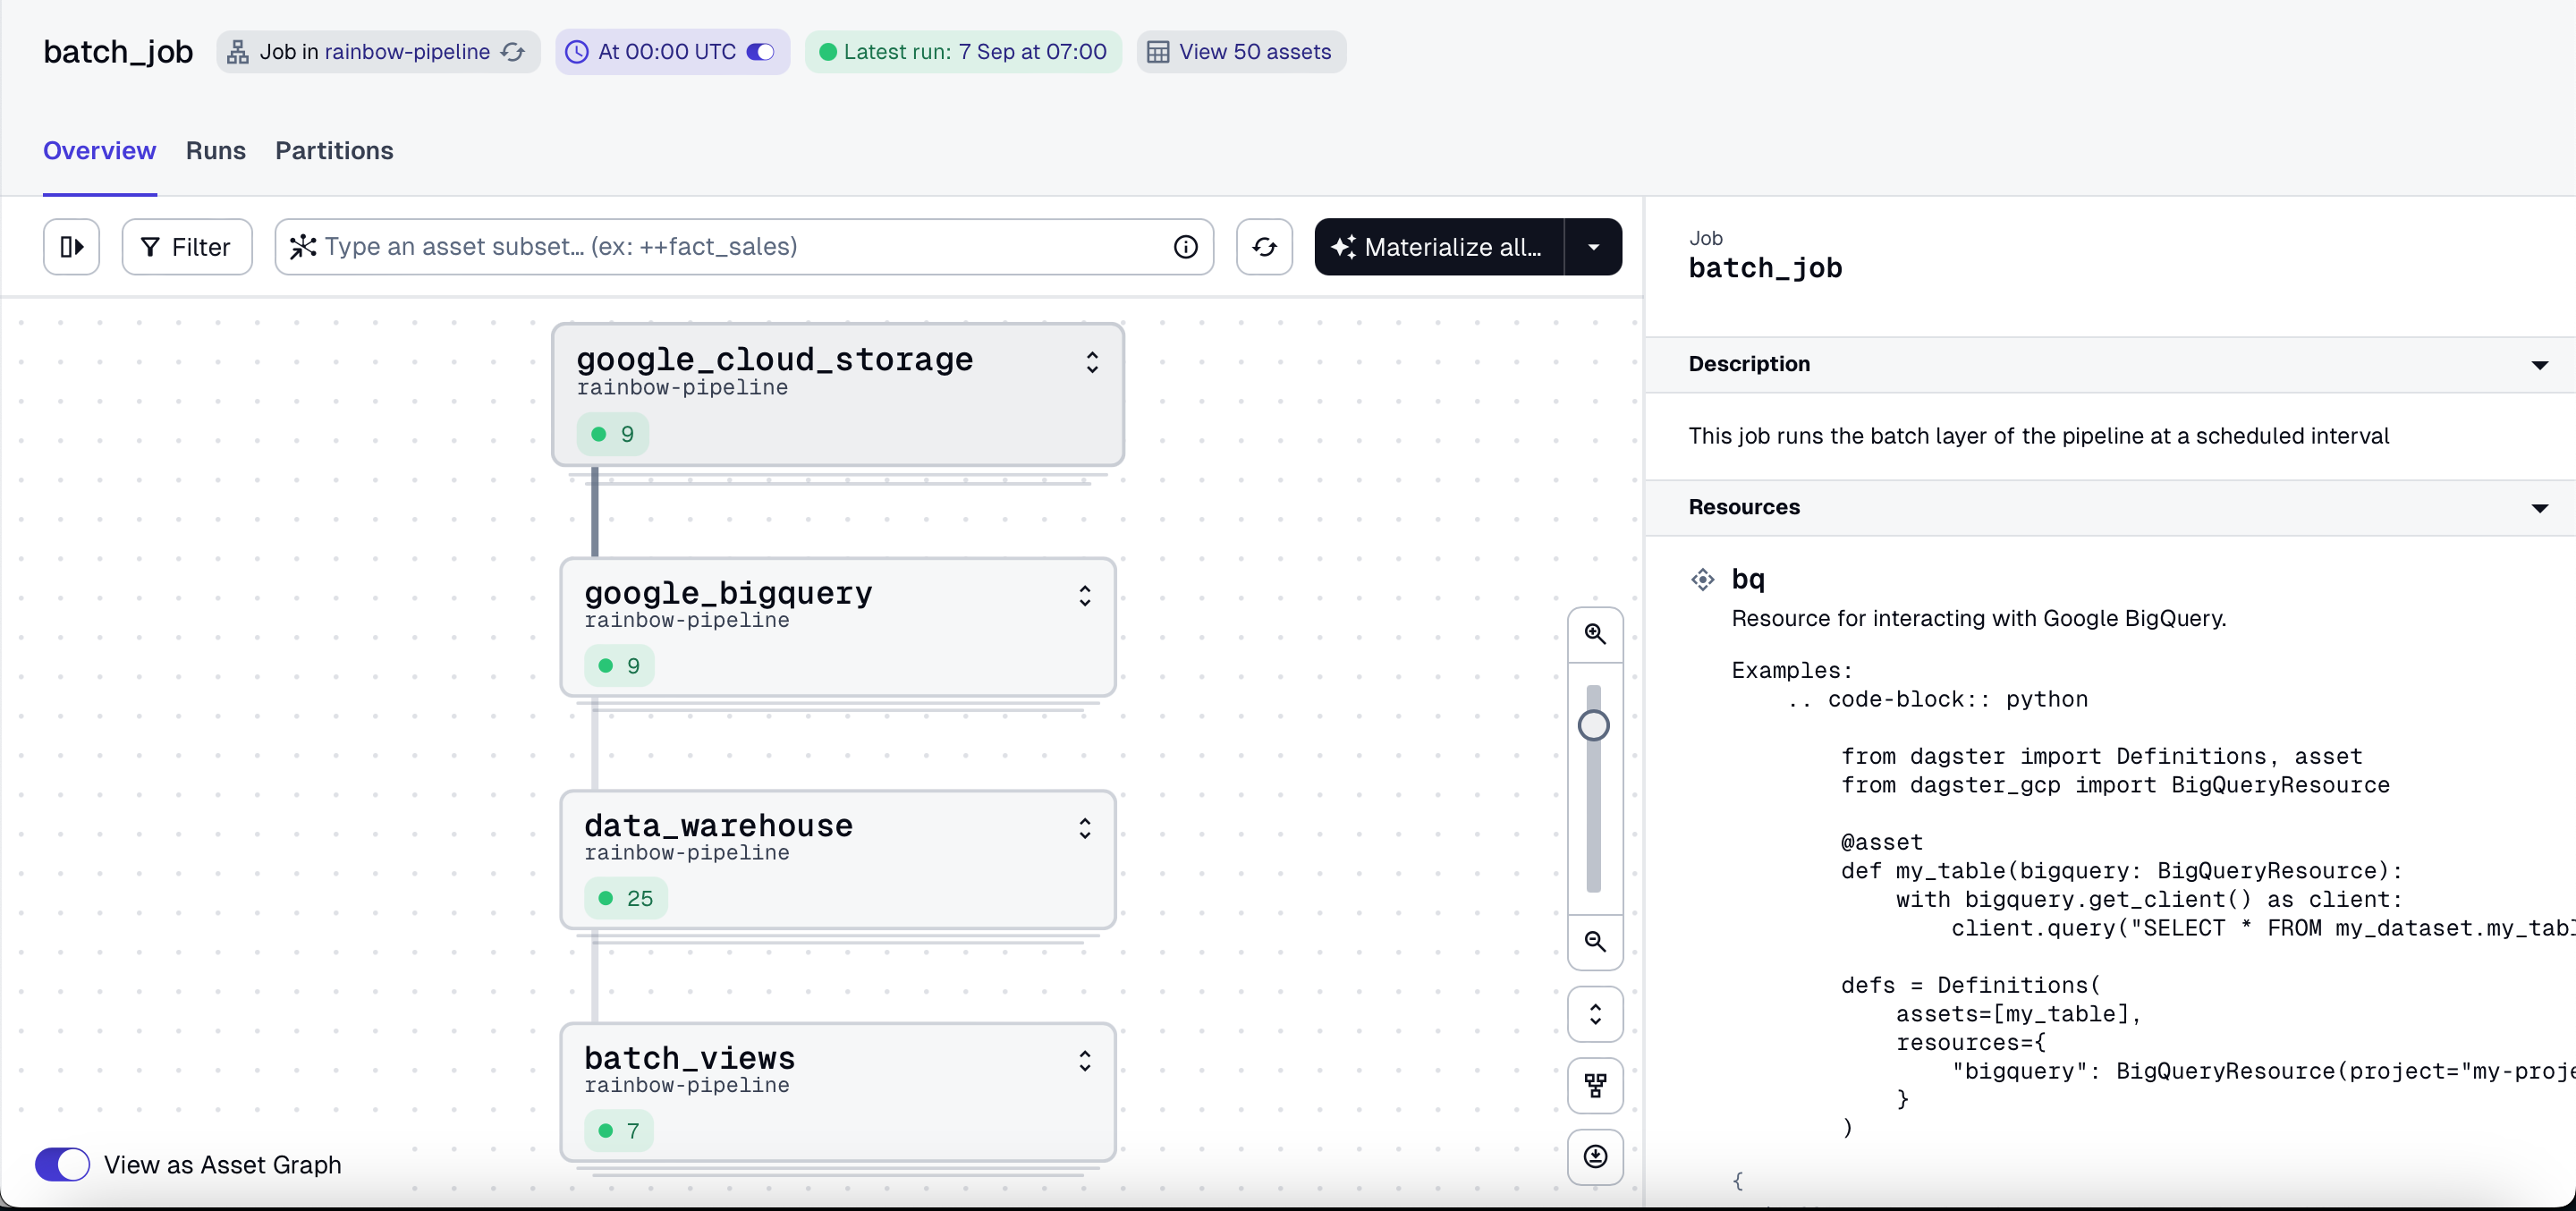 batch_job Job in rainbow-pipeline At 00:00 UTC Latest run: 7 Sep at 07:00 View 50 assets
Overview Runs Partitions
Filter Type an asset subset… (ex: ++fact_sales) Materialize all…
google_cloud_storage
rainbow-pipeline
9
google_bigquery
rainbow-pipeline
9
data_warehouse
rainbow-pipeline
25
batch_views
rainbow-pipeline
7
View as Asset Graph
Job
batch_job
Description
This job runs the batch layer of the pipeline at a scheduled interval
Resources
bq
Resource for interacting with Google BigQuery.
Examples:
.. code-block:: python
from dagster import Definitions, asset
from dagster_gcp import BigQueryResource
@asset
def my_table(bigquery: BigQueryResource):
with bigquery.get_client() as client:
client.query("SELECT * FROM my_dataset.my_tabl
defs = Definitions(
assets=[my_table],
resources={
"bigquery": BigQueryResource(project="my-proje
}
)
{